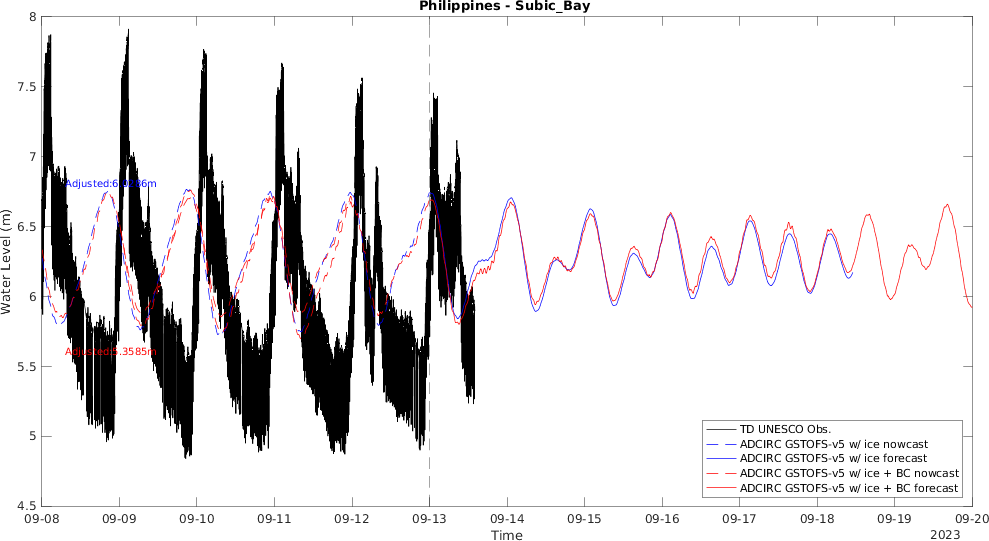 Philippines - Subic_Bay
8
7.5
7
6.5
6
5.5
5
4.5
Water Level (m)
09-08 09-09 09-10 09-11 09-12 09-13 09-14 09-15 09-16 09-17 09-18 09-19 09-20
Time
2023
TD UNESCO Obs.
ADCIRC GSTOFS-v5 w/ ice nowcast
ADCIRC GSTOFS-v5 w/ ice forecast
ADCIRC GSTOFS-v5 w/ ice + BC nowcast
ADCIRC GSTOFS-v5 w/ ice + BC forecast